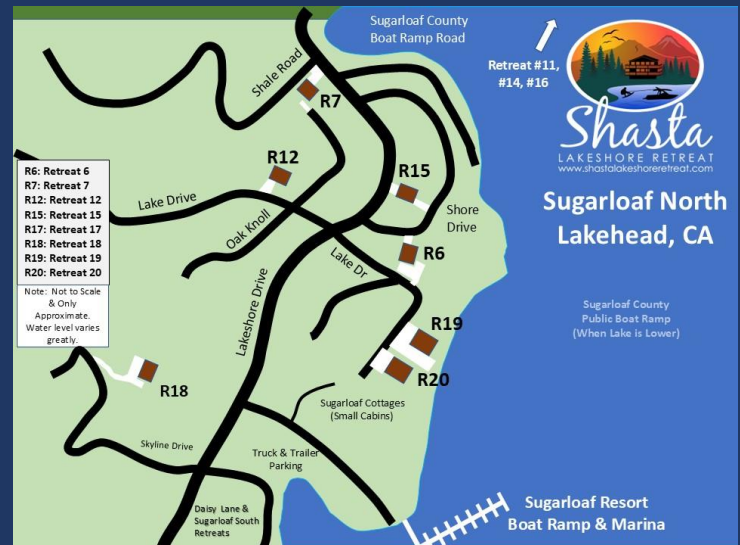 Sugarloaf County
Boat Ramp Road
Retreat #11,
#14, #16
Shasta
LAKESHORE RETREAT
www.shastalakeshoreretreat.com
Sugarloaf North
Lakehead, CA
Shale Road
R7
R12
R15
R6: Retreat 6
R7: Retreat 7
R12: Retreat 12
R15: Retreat 15
R17: Retreat 17
R18: Retreat 18
R19: Retreat 19
R20: Retreat 20
Note: Not to Scale
& Only
Approximate.
Water level varies
greatly.
Lake Drive
Oak Knoll
Shore
Drive
Lake Dr
R6
Lakeshore Drive
Sugarloaf County
Public Boat Ramp
(When Lake is Lower)
R19
R20
R18
Sugarloaf Cottages
(Small Cabins)
Skyline Drive
Truck & Trailer
Parking
Daisy Lane &
Sugarloaf South
Retreats
Sugarloaf Resort
Boat Ramp & Marina